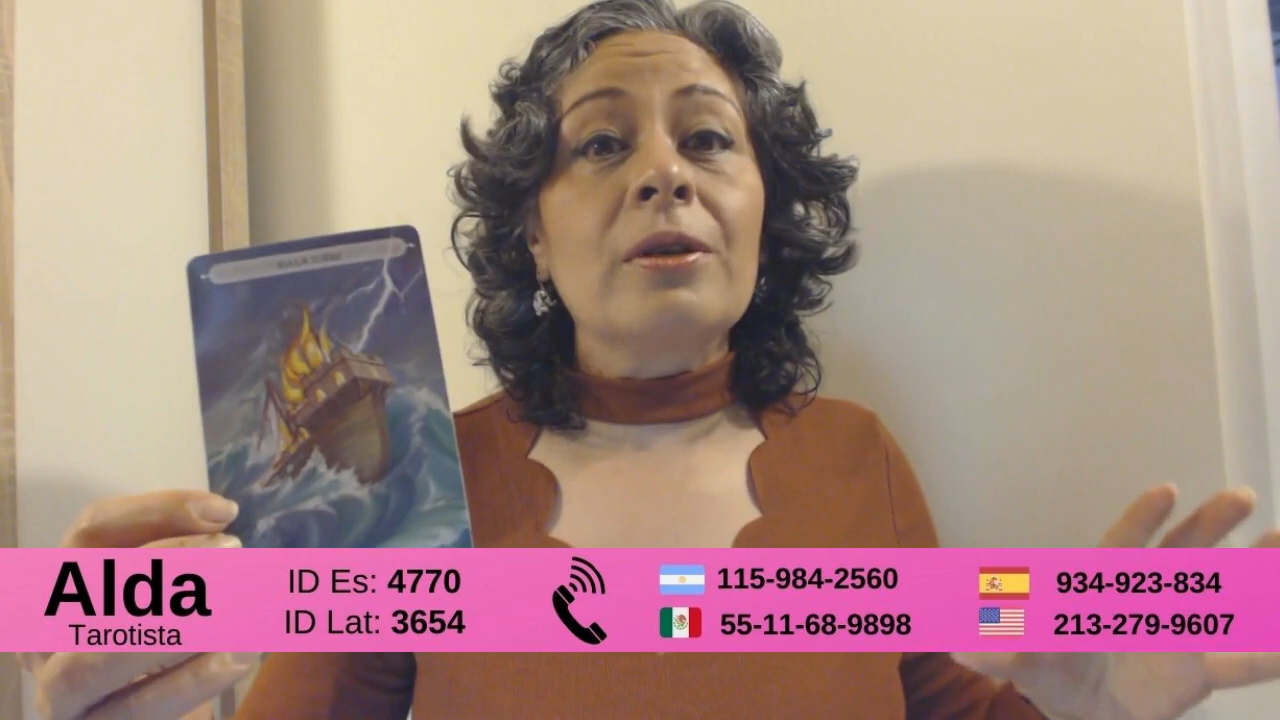 Alda
Tarotista
ID Es: 4770
ID Lat: 3654
115-984-2560
55-11-68-9898
934-923-834
213-279-9607